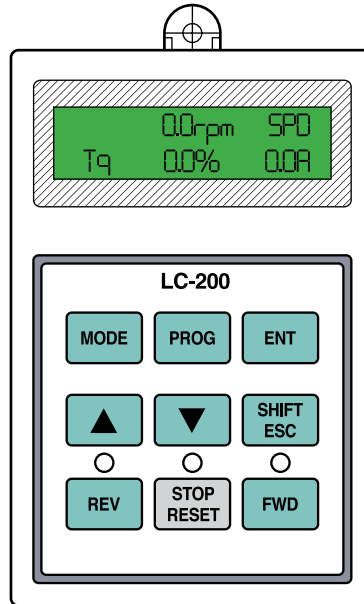 0.0rpm SPD
Tq 0.0% 0.0A
LC-200
MODE PROG ENT
▲ ▼ SHIFT ESC
REV STOP RESET FWD